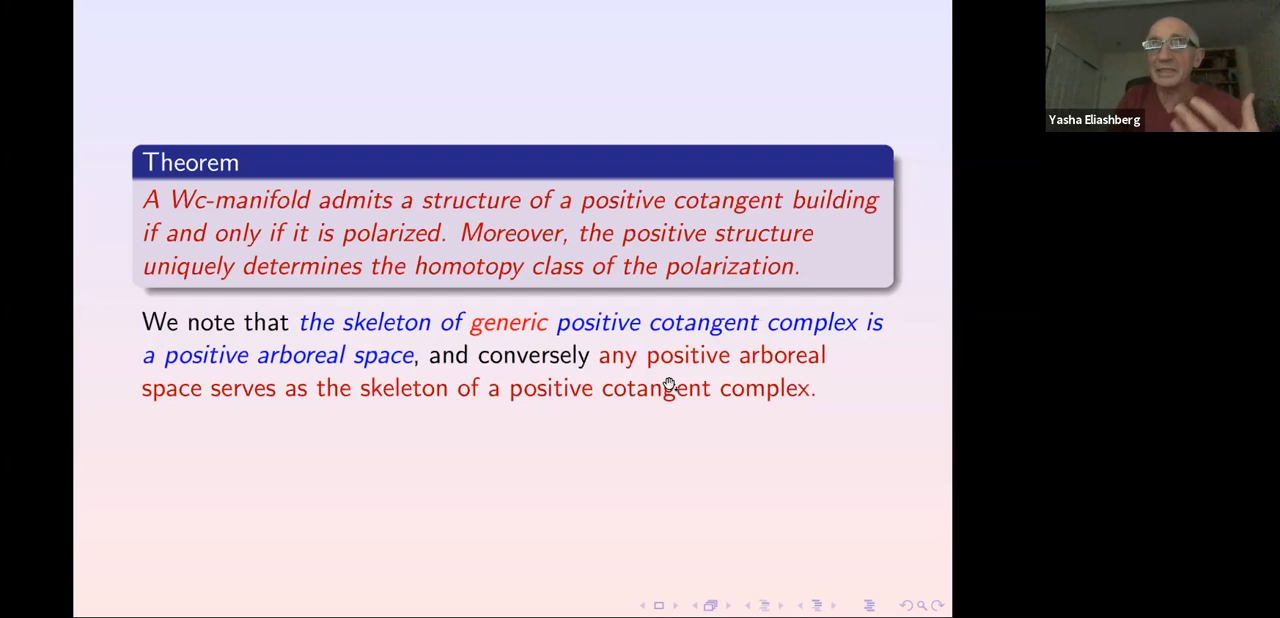 Theorem
A Wc-manifold admits a structure of a positive cotangent building
if and only if it is polarized. Moreover, the positive structure
uniquely determines the homotopy class of the polarization.
We note that the skeleton of generic positive cotangent complex is
a positive arboreal space, and conversely any positive arboreal
space serves as the skeleton of a positive cotangent complex.
Yasha Eliashberg